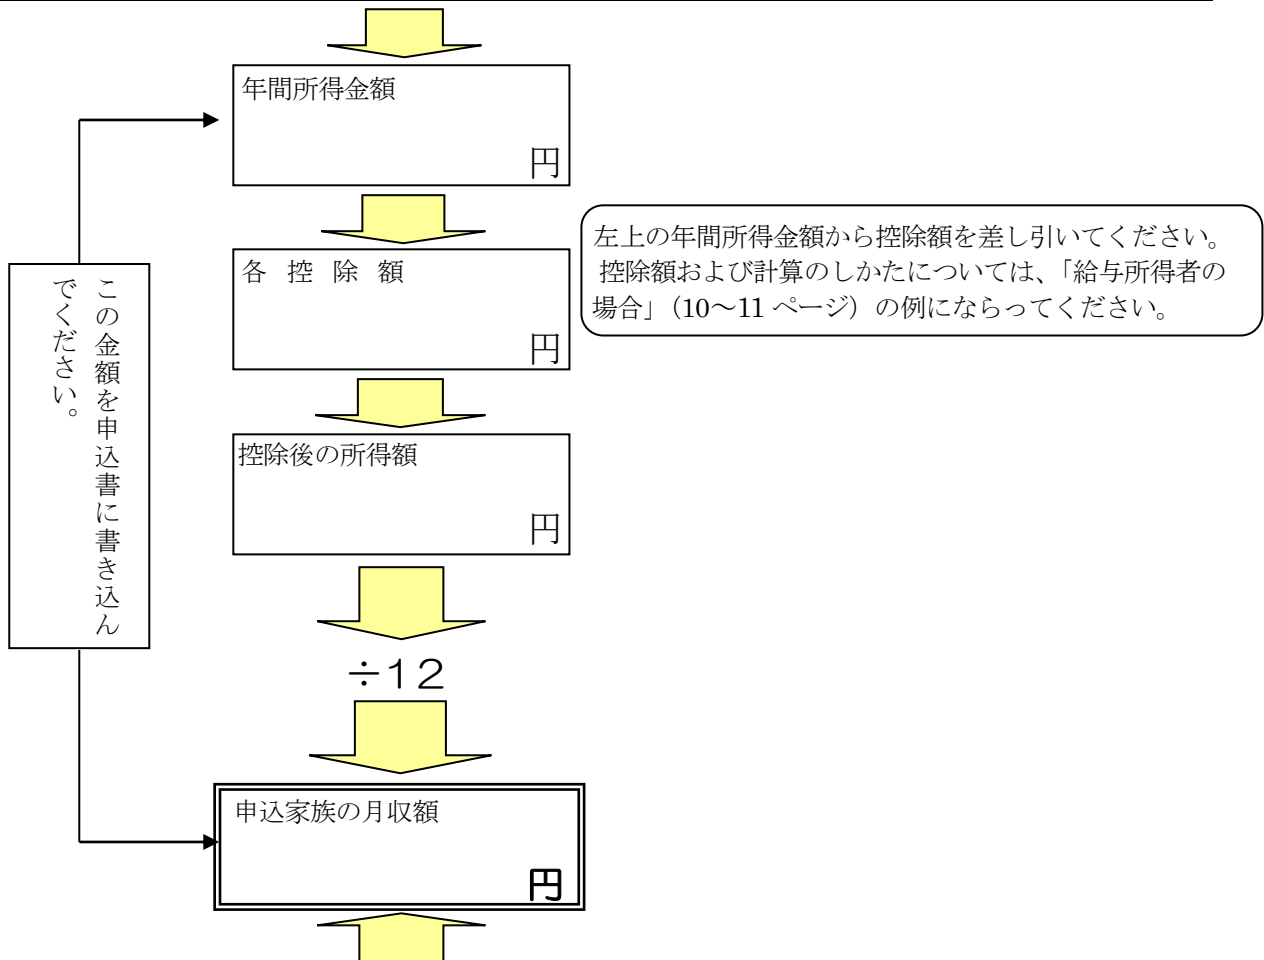 年間所得金額
円
左上の年間所得金額から控除額を差し引いてください。
控除額および計算のしかたについては、「給与所得者の
場合」（10～11 ページ）の例にならってください。
各 控 除 額
円
この金額を申込書に書き込ん
でください。
控除後の所得額
円
÷１２
申込家族の月収額
円